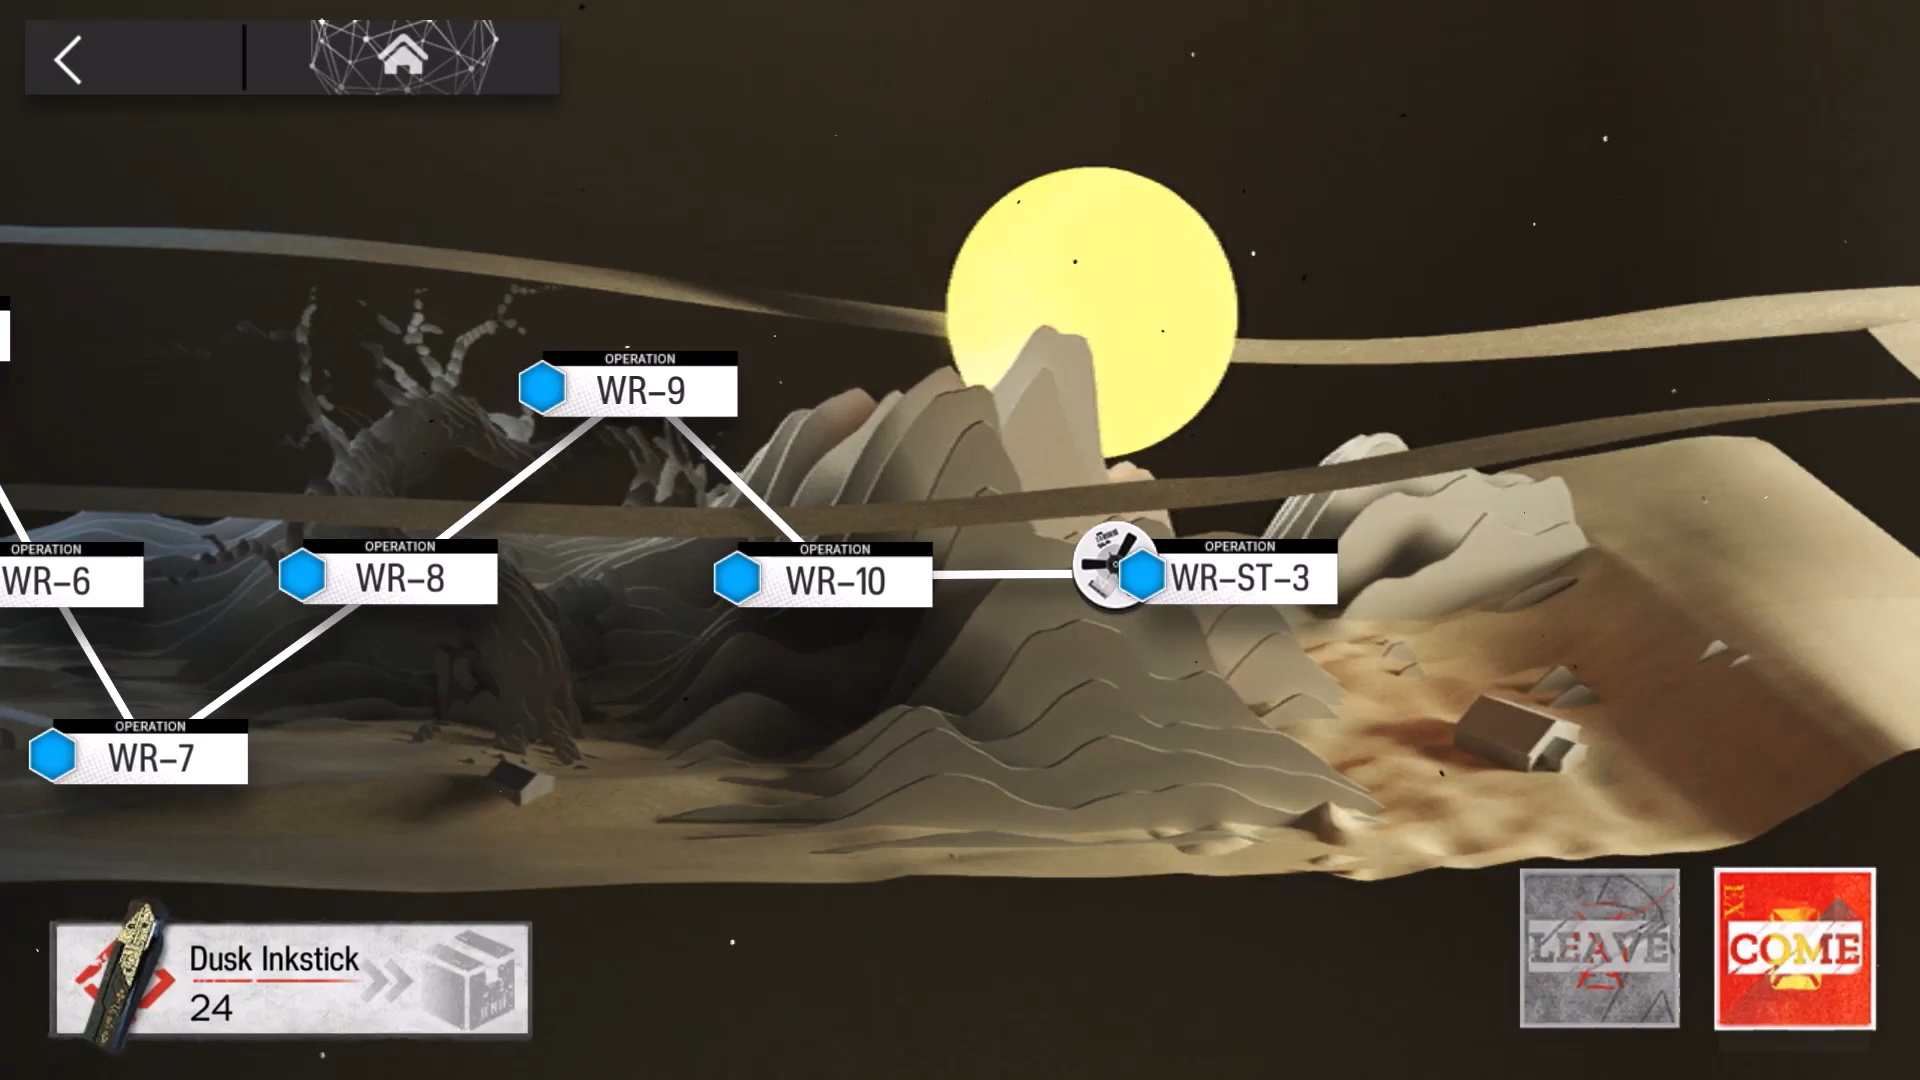 OPERATION
WR-9
OPERATION
WR-6
OPERATION
WR-8
OPERATION
WR-10
OPERATION
WR-ST-3
OPERATION
WR-7
Dusk Inkstick
24
LEAVE
EX
COME